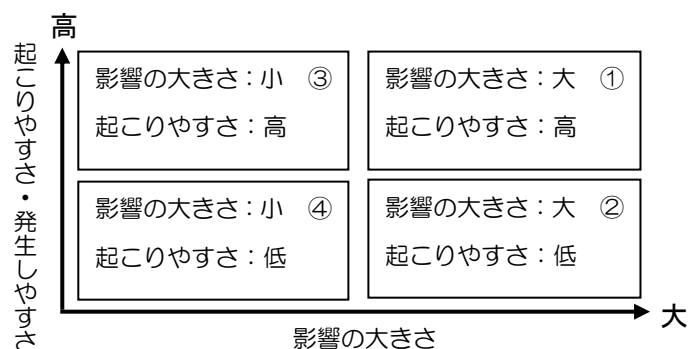 高
起こりやすさ・発生しやすさ
影響の大きさ：小　③
起こりやすさ：高
影響の大きさ：大　①
起こりやすさ：高
影響の大きさ：小　④
起こりやすさ：低
影響の大きさ：大　②
起こりやすさ：低
大
影響の大きさ